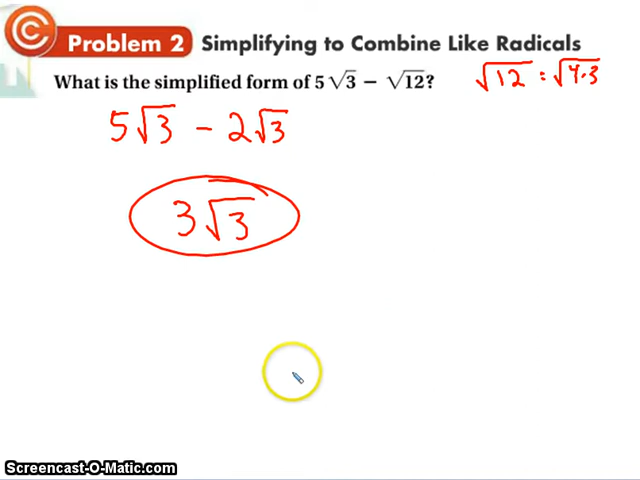 C Problem 2 Simplifying to Combine Like Radicals
What is the simplified form of 5√3 − √12?
√12 = √4·3
5√3 − 2√3
3√3
Screencast-O-Matic.com